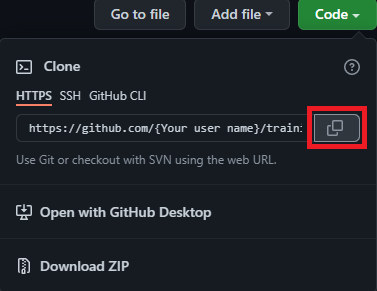 Go to file Add file Code
Clone
HTTPS SSH GitHub CLI
https://github.com/{Your user name}/traini
Use Git or checkout with SVN using the web URL.
Open with GitHub Desktop
Download ZIP